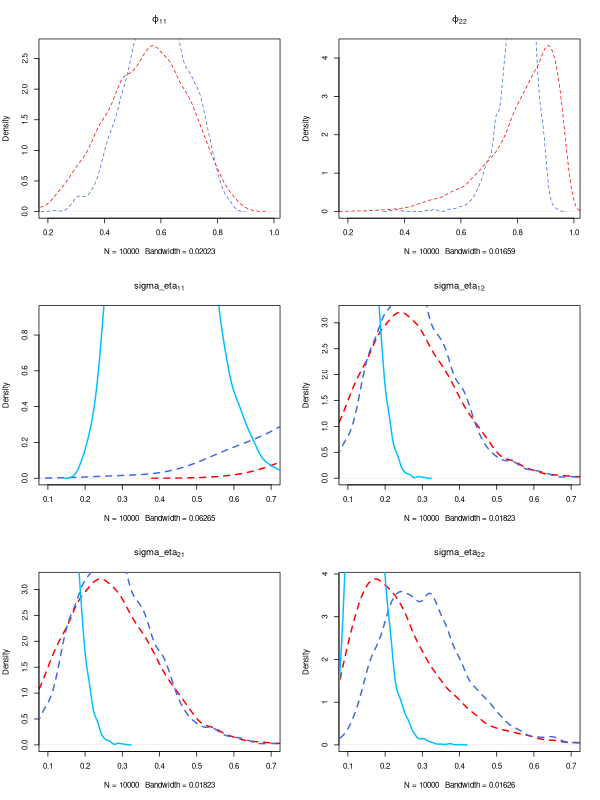 ϕ11 ϕ22
Density 0.0 0.5 1.0 1.5 2.0 2.5
0.2 0.4 0.6 0.8 1.0
N = 10000 Bandwidth = 0.02023
Density 0 1 2 3 4
0.2 0.4 0.6 0.8 1.0
N = 10000 Bandwidth = 0.01659
sigma_eta11 sigma_eta12
Density 0.0 0.2 0.4 0.6 0.8
0.1 0.2 0.3 0.4 0.5 0.6 0.7
N = 10000 Bandwidth = 0.06265
Density 0.0 0.5 1.0 1.5 2.0 2.5 3.0
0.1 0.2 0.3 0.4 0.5 0.6 0.7
N = 10000 Bandwidth = 0.01823
sigma_eta21 sigma_eta22
Density 0.0 0.5 1.0 1.5 2.0 2.5 3.0
0.1 0.2 0.3 0.4 0.5 0.6 0.7
N = 10000 Bandwidth = 0.01823
Density 0 1 2 3 4
0.1 0.2 0.3 0.4 0.5 0.6 0.7
N = 10000 Bandwidth = 0.01626